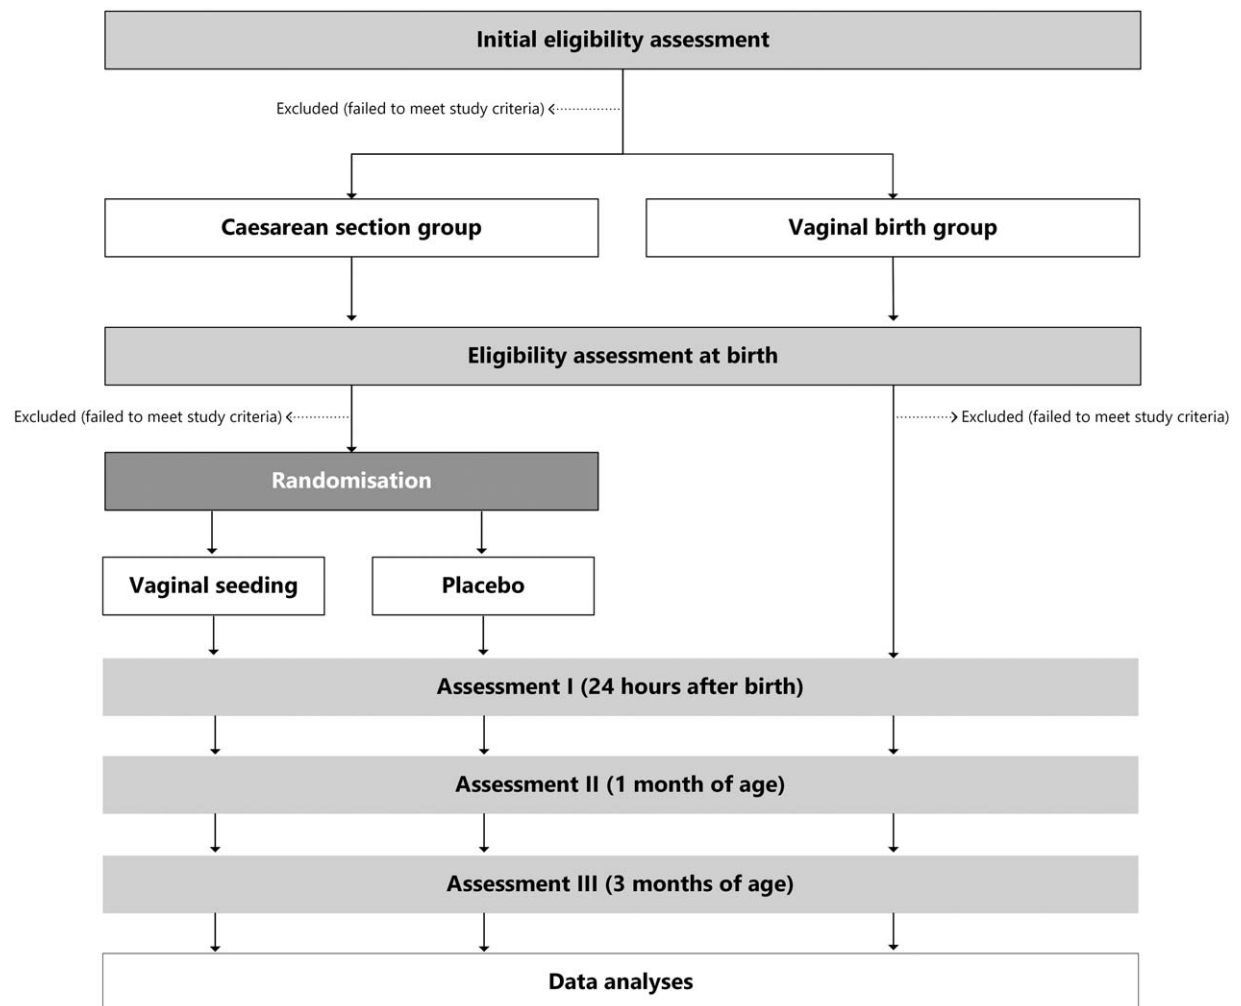 Initial eligibility assessment
Excluded (failed to meet study criteria)
Caesarean section group
Vaginal birth group
Eligibility assessment at birth
Excluded (failed to meet study criteria)
Excluded (failed to meet study criteria)
Randomisation
Vaginal seeding
Placebo
Assessment I (24 hours after birth)
Assessment II (1 month of age)
Assessment III (3 months of age)
Data analyses